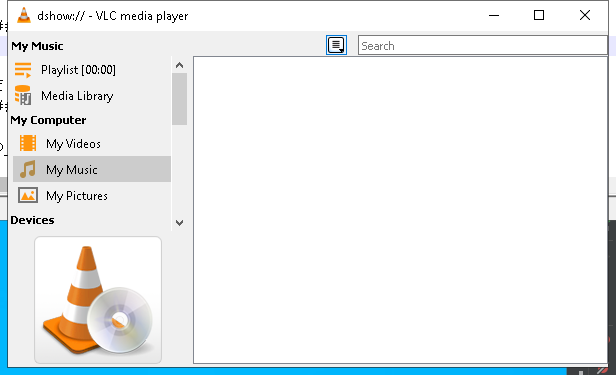 dshow:// - VLC media player
My Music
Search
Playlist [00:00]
Media Library
My Computer
My Videos
My Music
My Pictures
Devices